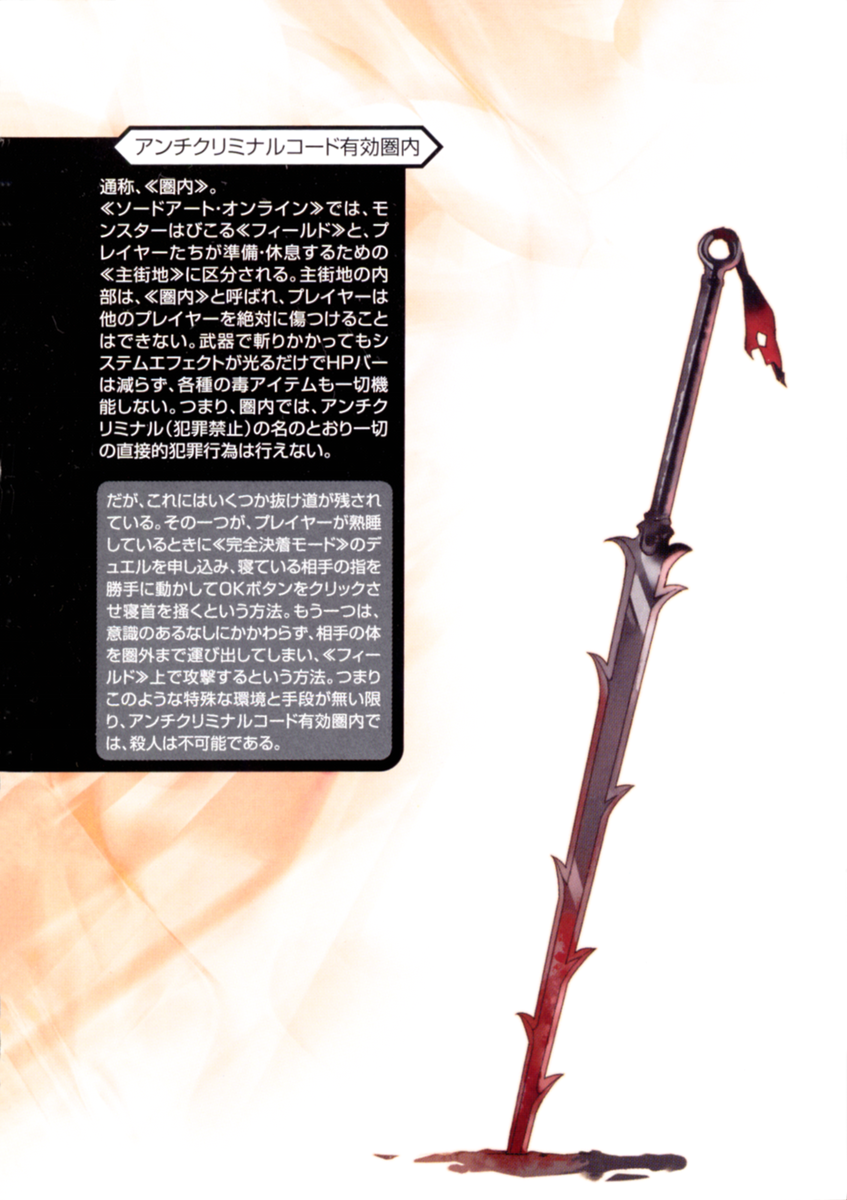 アンチクリミナルコード有効圏内
通称、≪圏内≫。
≪ソードアート・オンライン≫では、モ
ンスターはびこる≪フィールド≫と、プ
レイヤーたちが準備・休息するための
≪主街地≫に区分される。主街地の内
部は、≪圏内≫と呼ばれ、プレイヤーは
他のプレイヤーを絶対に傷つけること
はできない。武器で斬りかかってもシ
ステムエフェクトが光るだけでHPバー
は減らず、各種の毒アイテムも一切機
能しない。つまり、圏内では、アンチク
リミナル(犯罪禁止)の名のとおり一切
の直接的犯罪行為は行えない。
だが、これにはいくつか抜け道が残され
ている。その一つが、プレイヤーが熟睡
しているときに≪完全決着モード≫のデ
ュエルを申し込み、寝ている相手の指を
勝手に動かしてOKボタンをクリックさ
せ寝首を掻くという方法。もう一つは、
意識のあるなしにかかわらず、相手の体
を圏外まで運び出してしまい、≪フィー
ルド≫上で攻撃するという方法。つまり
このような特殊な環境と手段が無い限
り、アンチクリミナルコード有効圏内で
は、殺人は不可能である。